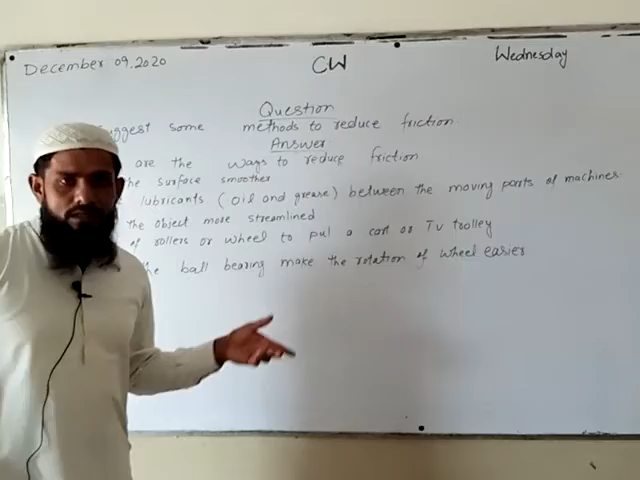 December 09.2020
CW
Wednesday
Question
suggest some methods to reduce friction.
Answer
are the ways to reduce friction
the surface smoother
lubricants (oil and grease) between the moving parts of machines.
the object more streamlined
of rollers or wheel to pul a cart or Tv trolley
the ball bearing make the rotation of wheel easier